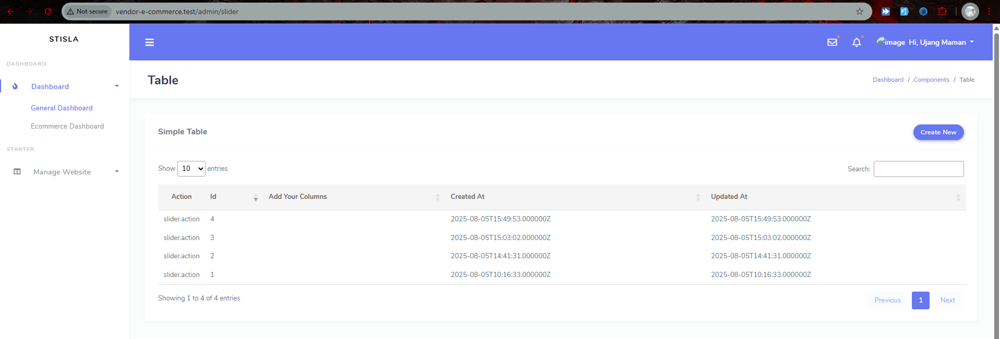 Not secure vendor-e-commerce.test/admin/slider
STISLA
image Hi, Ujang Maman
DASHBOARD
Dashboard
General Dashboard
Ecommerce Dashboard
STARTER
Manage Website
Table
Dashboard / Components / Table
Simple Table
Create New
Show 10 entries
Search:
Action Id Add Your Columns Created At Updated At
slider.action 4 2025-08-05T15:49:53.000000Z 2025-08-05T15:49:53.000000Z
slider.action 3 2025-08-05T15:03:02.000000Z 2025-08-05T15:03:02.000000Z
slider.action 2 2025-08-05T14:41:31.000000Z 2025-08-05T14:41:31.000000Z
slider.action 1 2025-08-05T10:16:33.000000Z 2025-08-05T10:16:33.000000Z
Showing 1 to 4 of 4 entries
Previous 1 Next